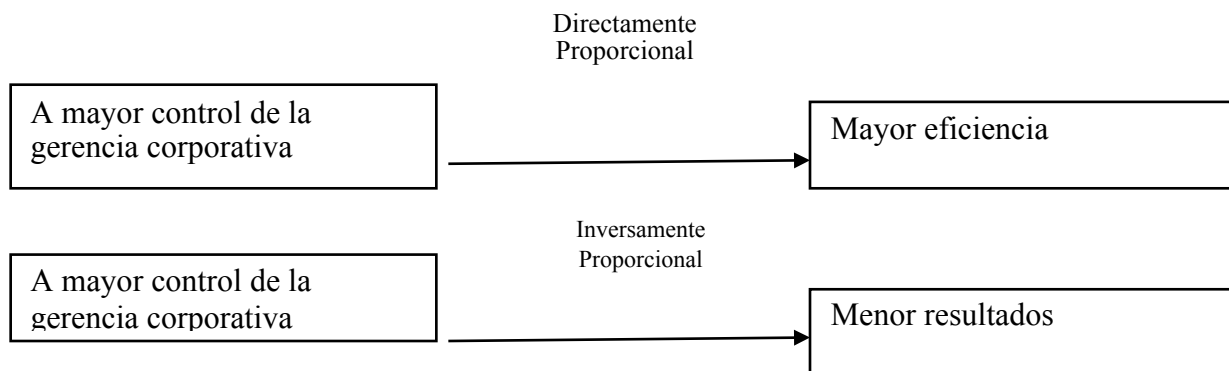 Directamente
Proporcional
A mayor control de la
gerencia corporativa
Mayor eficiencia
Inversamente
Proporcional
A mayor control de la
gerencia corporativa
Menor resultados